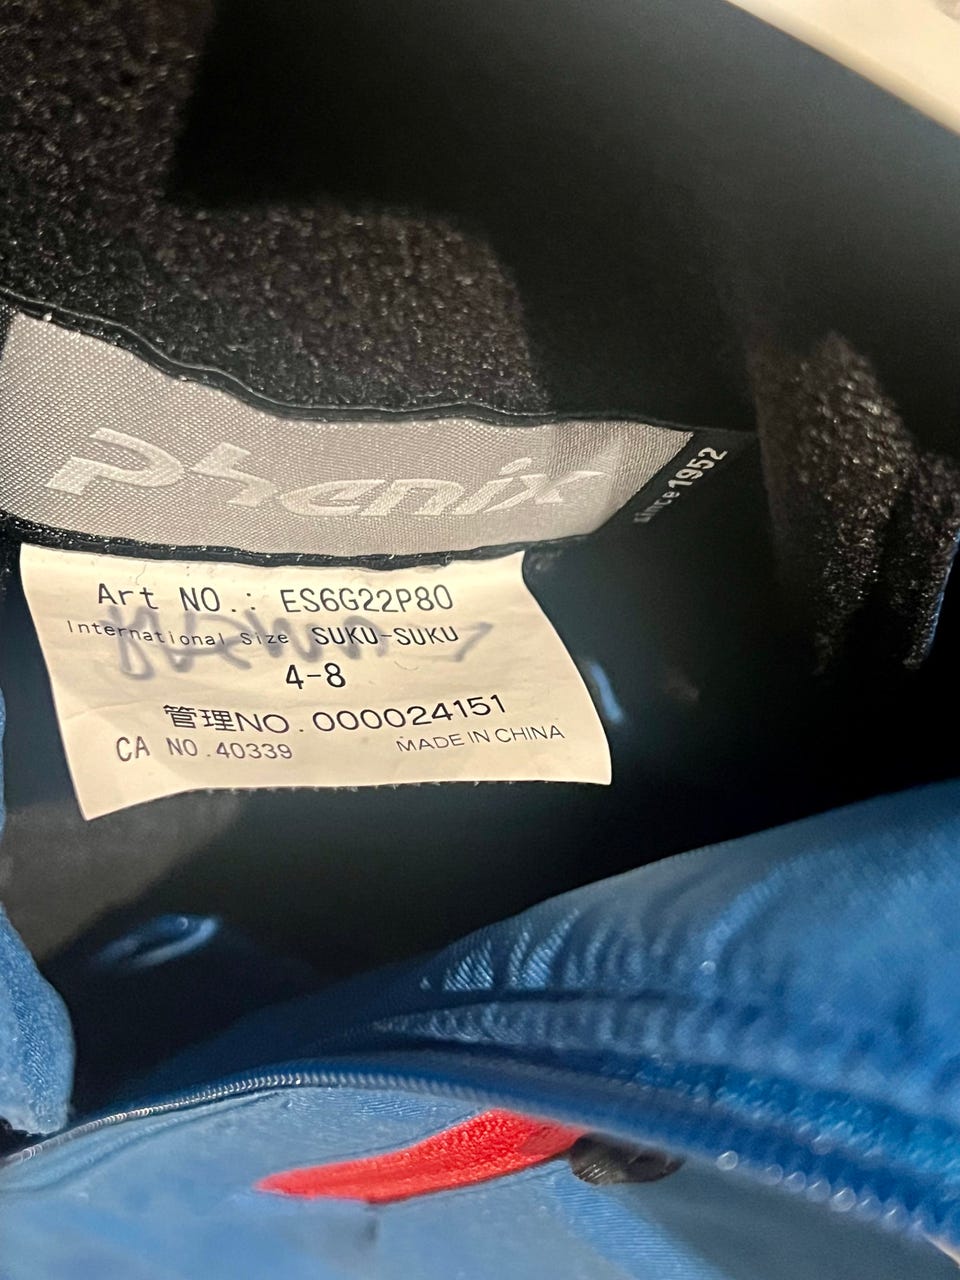 Phenix
since 1952
Art NO.: ES6G22P80
International Size SUKU-SUKU
4-8
管理NO.000024151
CA NO.40339 MADE IN CHINA